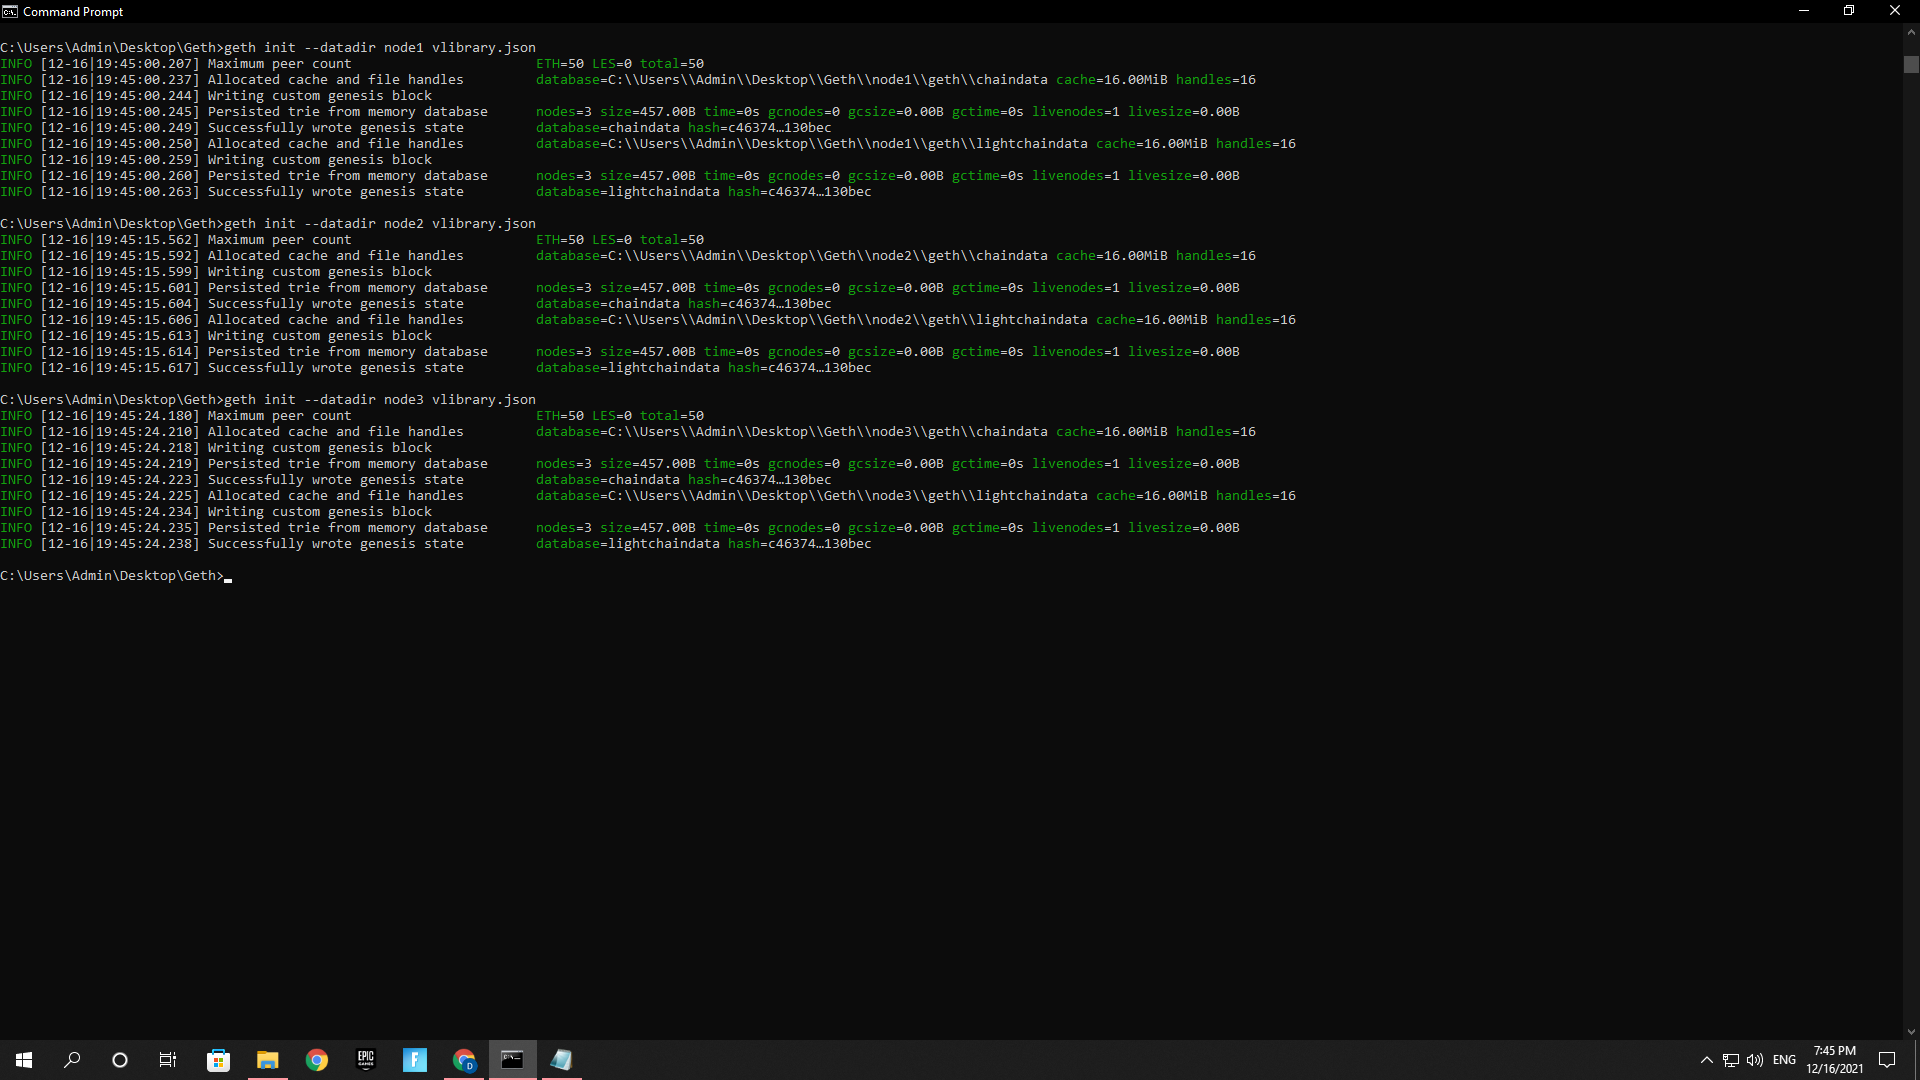 Command Prompt
C:\Users\Admin\Desktop\Geth>geth init --datadir node1 vlibrary.json
INFO [12-16|19:45:00.207] Maximum peer count ETH=50 LES=0 total=50
INFO [12-16|19:45:00.237] Allocated cache and file handles database=C:\\Users\\Admin\\Desktop\\Geth\\node1\\geth\\chaindata cache=16.00MiB handles=16
INFO [12-16|19:45:00.244] Writing custom genesis block
INFO [12-16|19:45:00.245] Persisted trie from memory database nodes=3 size=457.00B time=0s gcnodes=0 gcsize=0.00B gctime=0s livenodes=1 livesize=0.00B
INFO [12-16|19:45:00.249] Successfully wrote genesis state database=chaindata hash=c46374…130bec
INFO [12-16|19:45:00.250] Allocated cache and file handles database=C:\\Users\\Admin\\Desktop\\Geth\\node1\\geth\\lightchaindata cache=16.00MiB handles=16
INFO [12-16|19:45:00.259] Writing custom genesis block
INFO [12-16|19:45:00.260] Persisted trie from memory database nodes=3 size=457.00B time=0s gcnodes=0 gcsize=0.00B gctime=0s livenodes=1 livesize=0.00B
INFO [12-16|19:45:00.263] Successfully wrote genesis state database=lightchaindata hash=c46374…130bec
C:\Users\Admin\Desktop\Geth>geth init --datadir node2 vlibrary.json
INFO [12-16|19:45:15.562] Maximum peer count ETH=50 LES=0 total=50
INFO [12-16|19:45:15.592] Allocated cache and file handles database=C:\\Users\\Admin\\Desktop\\Geth\\node2\\geth\\chaindata cache=16.00MiB handles=16
INFO [12-16|19:45:15.599] Writing custom genesis block
INFO [12-16|19:45:15.601] Persisted trie from memory database nodes=3 size=457.00B time=0s gcnodes=0 gcsize=0.00B gctime=0s livenodes=1 livesize=0.00B
INFO [12-16|19:45:15.604] Successfully wrote genesis state database=chaindata hash=c46374…130bec
INFO [12-16|19:45:15.606] Allocated cache and file handles database=C:\\Users\\Admin\\Desktop\\Geth\\node2\\geth\\lightchaindata cache=16.00MiB handles=16
INFO [12-16|19:45:15.613] Writing custom genesis block
INFO [12-16|19:45:15.614] Persisted trie from memory database nodes=3 size=457.00B time=0s gcnodes=0 gcsize=0.00B gctime=0s livenodes=1 livesize=0.00B
INFO [12-16|19:45:15.617] Successfully wrote genesis state database=lightchaindata hash=c46374…130bec
C:\Users\Admin\Desktop\Geth>geth init --datadir node3 vlibrary.json
INFO [12-16|19:45:24.180] Maximum peer count ETH=50 LES=0 total=50
INFO [12-16|19:45:24.210] Allocated cache and file handles database=C:\\Users\\Admin\\Desktop\\Geth\\node3\\geth\\chaindata cache=16.00MiB handles=16
INFO [12-16|19:45:24.218] Writing custom genesis block
INFO [12-16|19:45:24.219] Persisted trie from memory database nodes=3 size=457.00B time=0s gcnodes=0 gcsize=0.00B gctime=0s livenodes=1 livesize=0.00B
INFO [12-16|19:45:24.223] Successfully wrote genesis state database=chaindata hash=c46374…130bec
INFO [12-16|19:45:24.225] Allocated cache and file handles database=C:\\Users\\Admin\\Desktop\\Geth\\node3\\geth\\lightchaindata cache=16.00MiB handles=16
INFO [12-16|19:45:24.234] Writing custom genesis block
INFO [12-16|19:45:24.235] Persisted trie from memory database nodes=3 size=457.00B time=0s gcnodes=0 gcsize=0.00B gctime=0s livenodes=1 livesize=0.00B
INFO [12-16|19:45:24.238] Successfully wrote genesis state database=lightchaindata hash=c46374…130bec
C:\Users\Admin\Desktop\Geth>
EPIC GAMES
F
D
ENG
7:45 PM
12/16/2021